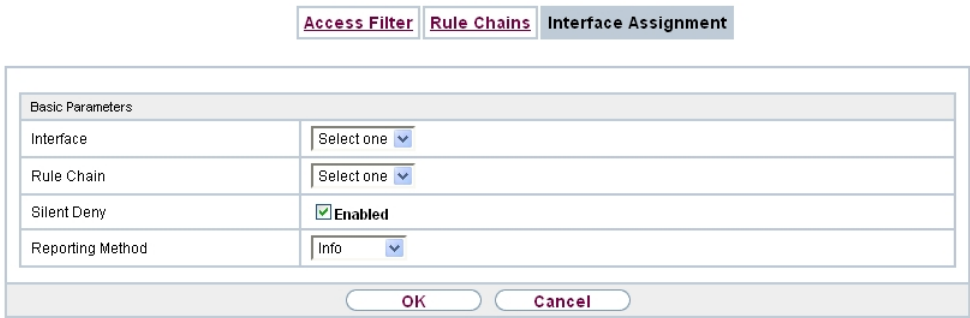 Access Filter Rule Chains Interface Assignment
Basic Parameters
Interface Select one
Rule Chain Select one
Silent Deny Enabled
Reporting Method Info
OK Cancel